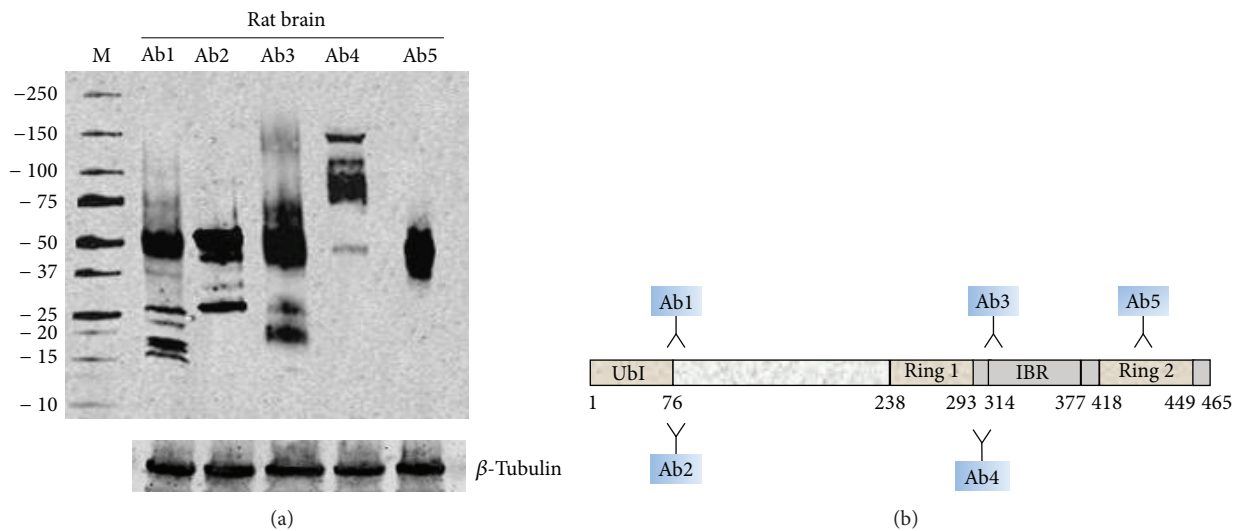 Rat brain
M Ab1 Ab2 Ab3 Ab4 Ab5
–250
–150
– 100
– 75
– 50
– 37
– 25
– 20
– 15
– 10
β-Tubulin
(a)
Ab1 Ab3 Ab5
UbI Ring 1 IBR Ring 2
1 76 238 293 314 377 418 449 465
Ab2 Ab4
(b)